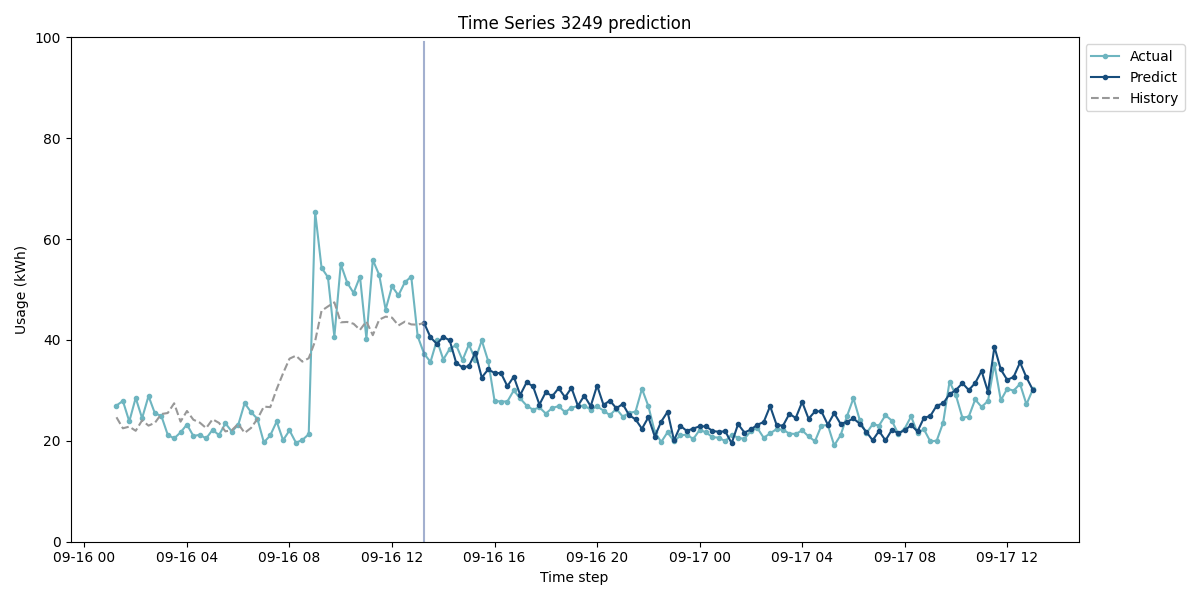 Time Series 3249 prediction
100
80
60
40
20
0
Usage (kWh)
09-16 00
09-16 04
09-16 08
09-16 12
09-16 16
09-16 20
09-17 00
09-17 04
09-17 08
09-17 12
Time step
Actual
Predict
History